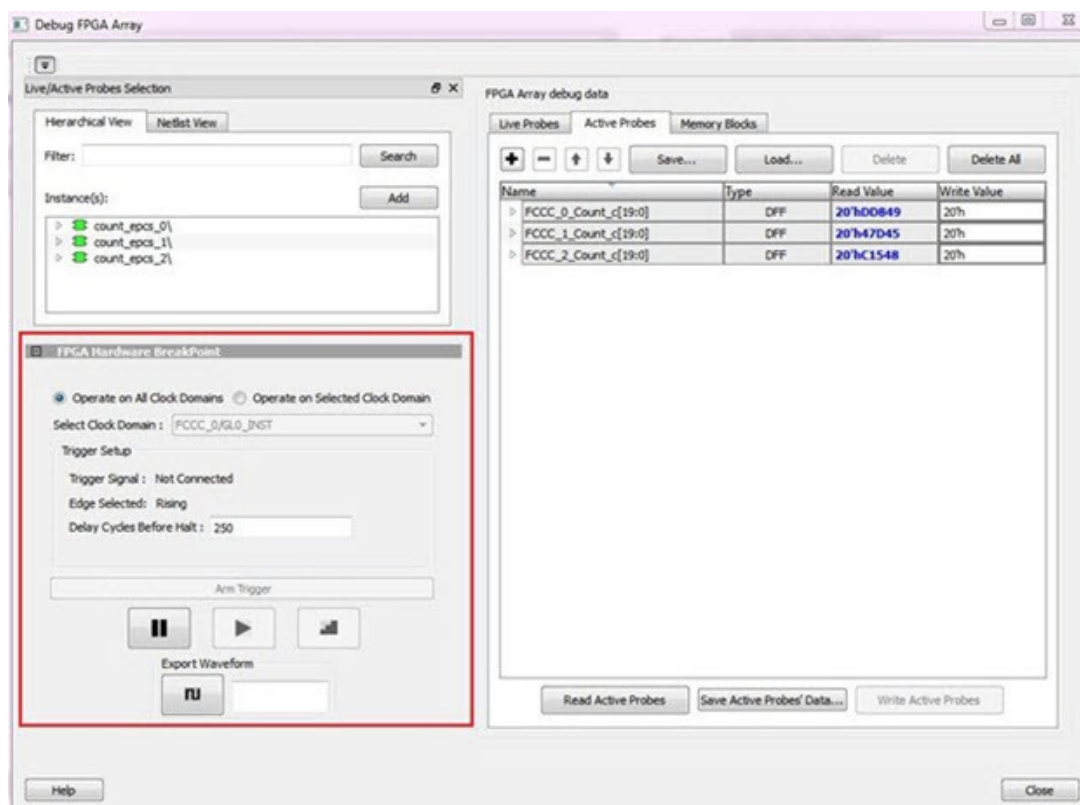 Debug FPGA Array
Live/Active Probes Selection
Hierarchical View Netlist View
Filter: Search
Instance(s): Add
count_epcs_0\
count_epcs_1\
count_epcs_2\
FPGA Hardware BreakPoint
Operate on All Clock Domains Operate on Selected Clock Domain
Select Clock Domain : FCCC_0/GL0_INST
Trigger Setup
Trigger Signal : Not Connected
Edge Selected: Rising
Delay Cycles Before Halt : 250
Arm Trigger
Export Waveform
FPGA Array debug data
Live Probes Active Probes Memory Blocks
Save... Load... Delete Delete All
Name Type Read Value Write Value
FCCC_0_Count_c[19:0] DFF 20'hDD849 20'h
FCCC_1_Count_c[19:0] DFF 20'h47D45 20'h
FCCC_2_Count_c[19:0] DFF 20'hC1548 20'h
Read Active Probes Save Active Probes' Data... Write Active Probes
Help Close